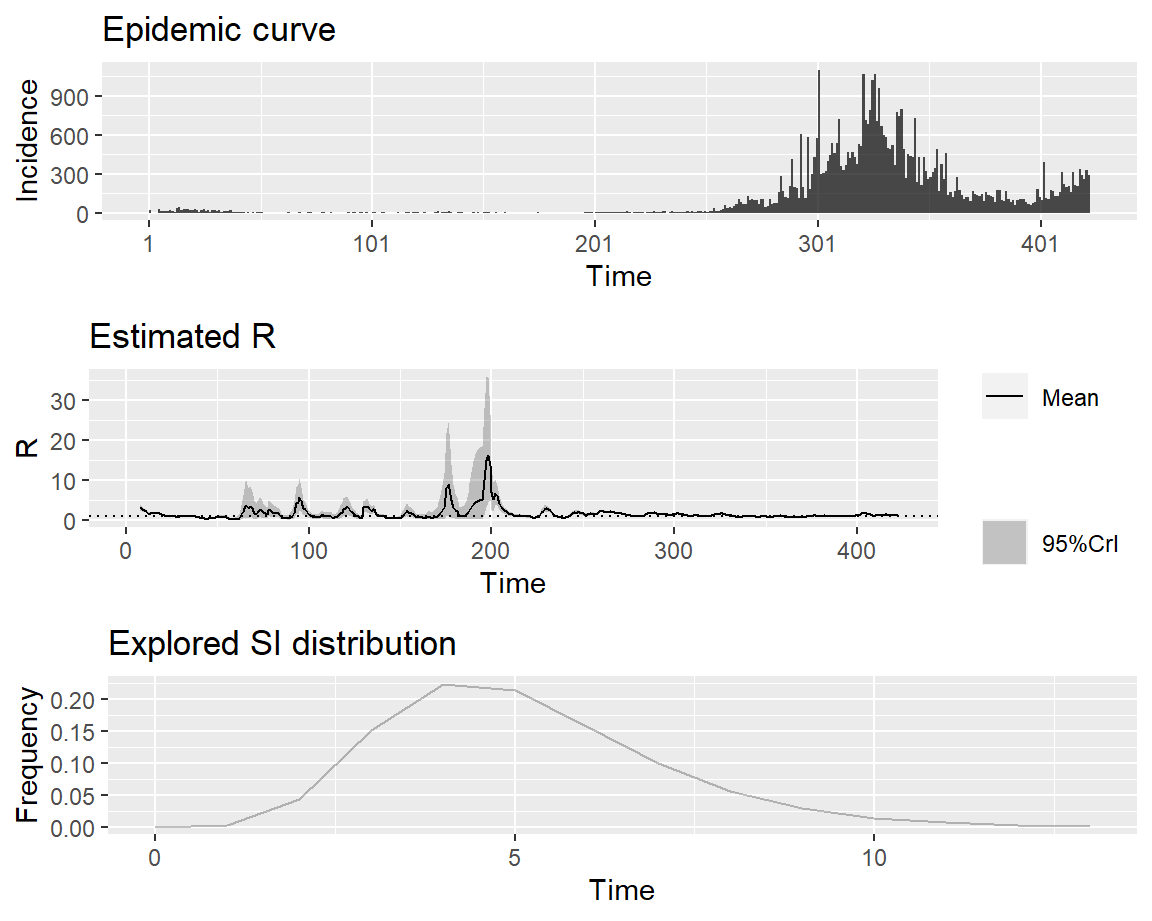 Epidemic curve
Incidence
900
600
300
0
1 101 201 301 401
Time
Estimated R
R
30
20
10
0
0 100 200 300 400
Time
Mean
95%CrI
Explored SI distribution
Frequency
0.20
0.15
0.10
0.05
0.00
0 5 10
Time